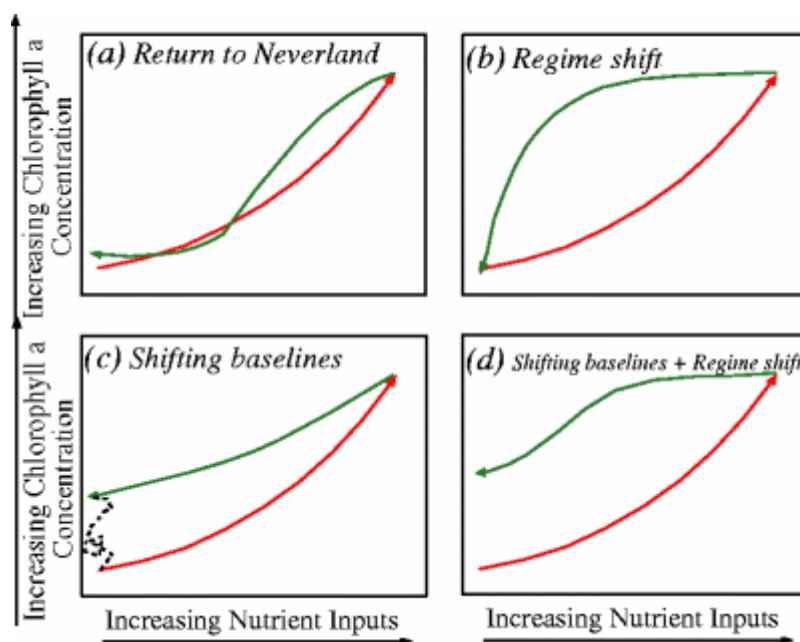 Increasing Chlorophyll a
Concentration
(a) Return to Neverland
(b) Regime shift
Increasing Chlorophyll a
Concentration
(c) Shifting baselines
(d) Shifting baselines + Regime shift
Increasing Nutrient Inputs
Increasing Nutrient Inputs